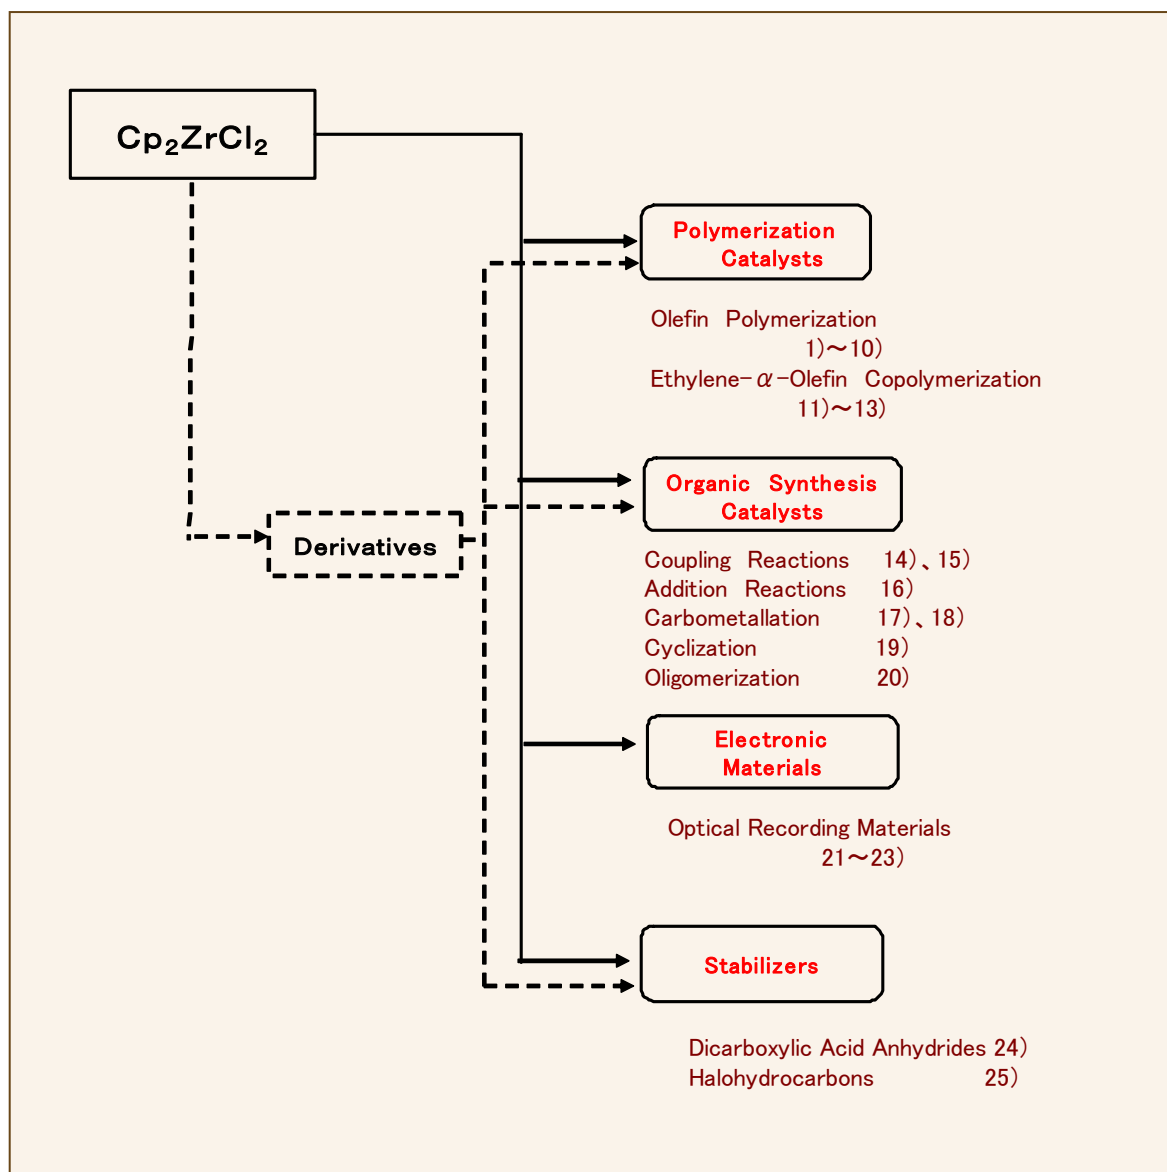 Cp₂ZrCl₂
Polymerization
Catalysts
Olefin Polymerization
1)～10)
Ethylene-α-Olefin Copolymerization
11)～13)
Organic Synthesis
Catalysts
Derivatives
Coupling Reactions 14)、15)
Addition Reactions 16)
Carbometallation 17)、18)
Cyclization 19)
Oligomerization 20)
Electronic
Materials
Optical Recording Materials
21～23)
Stabilizers
Dicarboxylic Acid Anhydrides 24)
Halohydrocarbons 25)